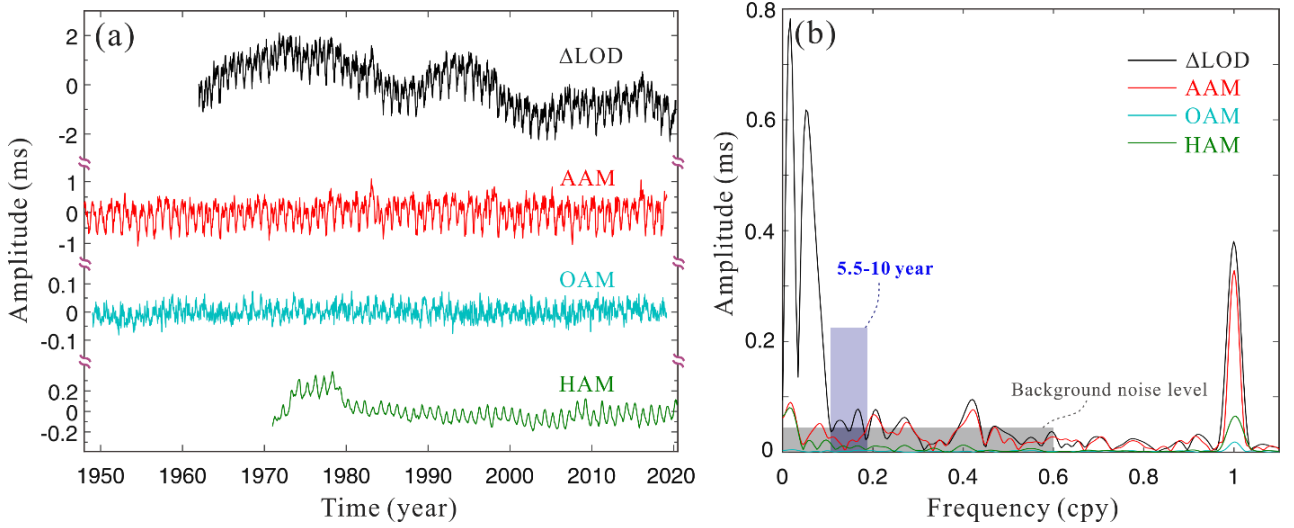 (a)
ΔLOD
AAM
OAM
HAM
Amplitude (ms)
2
0
-2
1
0
-1
0.1
0
-0.1
0.2
0
-0.2
1950 1960 1970 1980 1990 2000 2010 2020
Time (year)
(b)
ΔLOD
AAM
OAM
HAM
5.5-10 year
Background noise level
Amplitude (ms)
0.8
0.6
0.4
0.2
0
0 0.2 0.4 0.6 0.8 1
Frequency (cpy)